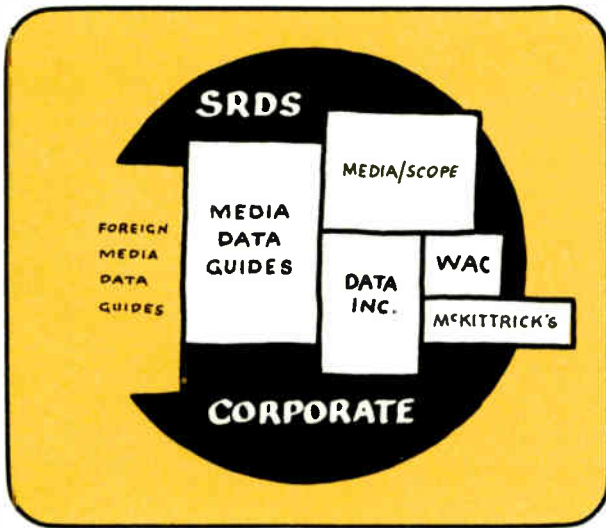 SRDS
MEDIA/SCOPE
FOREIGN
MEDIA
DATA
GUIDES
MEDIA
DATA
GUIDES
DATA
INC.
WAC
McKITTRICK'S
CORPORATE